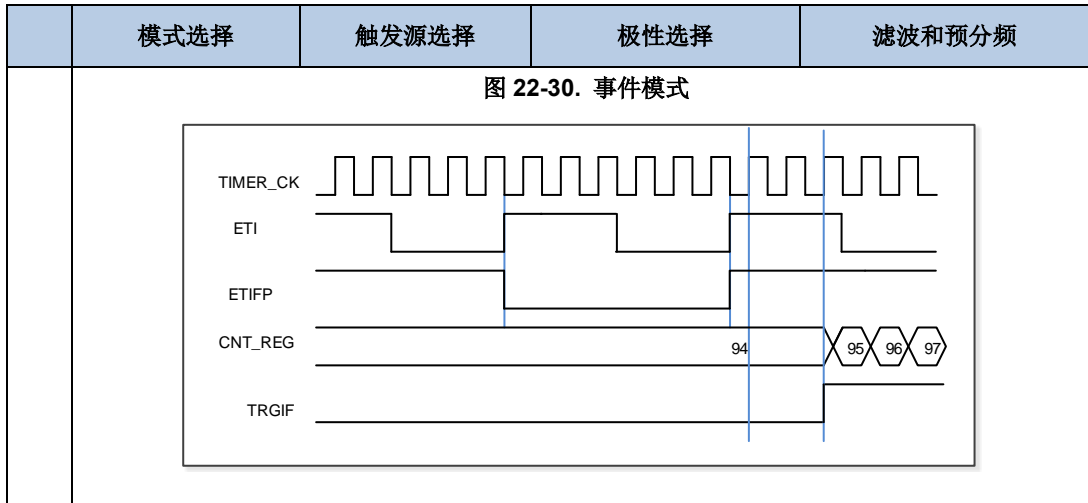 模式选择 触发源选择 极性选择 滤波和预分频
图 22-30. 事件模式
TIMER_CK
ETI
ETIFP
CNT_REG 94 95 96 97
TRGIF